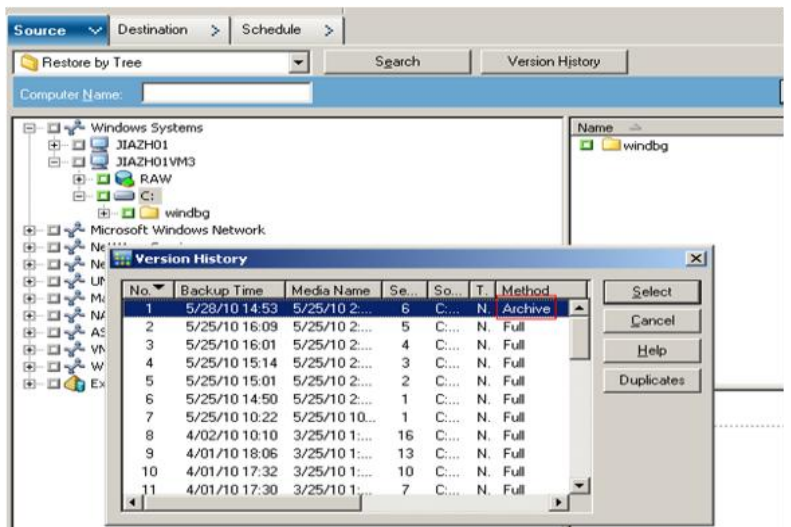 Source Destination > Schedule >
Restore by Tree Search Version History
Computer Name:
Windows Systems
JIAZH01
JIAZH01VM3
RAW
C:
windbg
Microsoft Windows Network
Name
windbg
Version History
No. Backup Time Media Name Se... So... T. Method
1 5/28/10 14:53 5/25/10 2:... 6 C:... N. Archive
2 5/25/10 16:09 5/25/10 2:... 5 C:... N. Full
3 5/25/10 16:01 5/25/10 2:... 4 C:... N. Full
4 5/25/10 15:14 5/25/10 2:... 3 C:... N. Full
5 5/25/10 15:01 5/25/10 2:... 2 C:... N. Full
6 5/25/10 14:50 5/25/10 2:... 1 C:... N. Full
7 5/25/10 10:22 5/25/10 10... 1 C:... N. Full
8 4/02/10 10:10 3/25/10 1:... 16 C:... N. Full
9 4/01/10 18:06 3/25/10 1:... 13 C:... N. Full
10 4/01/10 17:32 3/25/10 1:... 10 C:... N. Full
11 4/01/10 17:30 3/25/10 1:... 7 C:... N. Full
Select
Cancel
Help
Duplicates